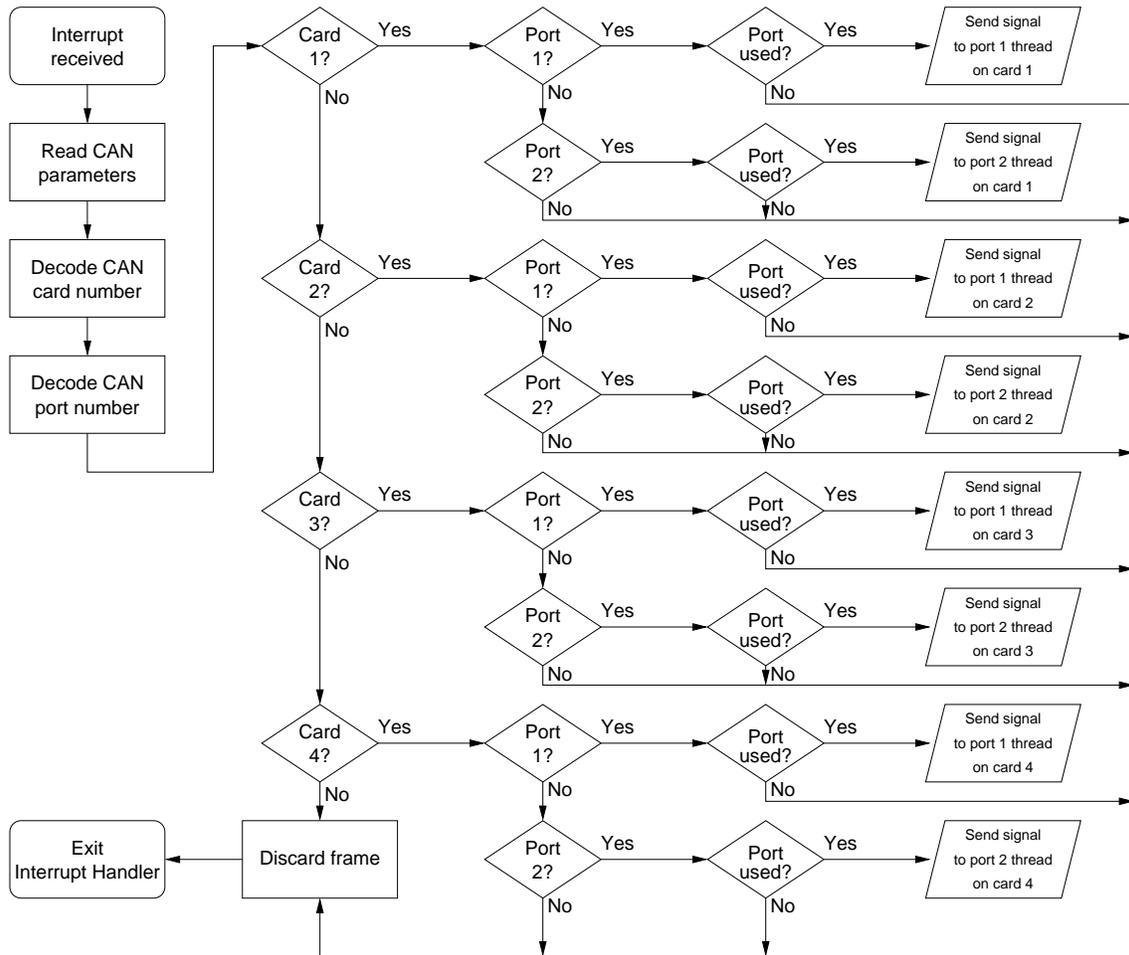 Interrupt
received
Read CAN
parameters
Decode CAN
card number
Decode CAN
port number
Card
1?
Yes
No
Port
1?
Yes
No
Port
used?
Yes
No
Send signal
to port 1 thread
on card 1
Port
2?
Yes
No
Port
used?
Yes
No
Send signal
to port 2 thread
on card 1
Card
2?
Yes
No
Port
1?
Yes
No
Port
used?
Yes
No
Send signal
to port 1 thread
on card 2
Port
2?
Yes
No
Port
used?
Yes
No
Send signal
to port 2 thread
on card 2
Card
3?
Yes
No
Port
1?
Yes
No
Port
used?
Yes
No
Send signal
to port 1 thread
on card 3
Port
2?
Yes
No
Port
used?
Yes
No
Send signal
to port 2 thread
on card 3
Card
4?
Yes
No
Port
1?
Yes
No
Port
used?
Yes
No
Send signal
to port 1 thread
on card 4
Port
2?
Yes
No
Port
used?
Yes
No
Send signal
to port 2 thread
on card 4
Discard frame
Exit
Interrupt Handler